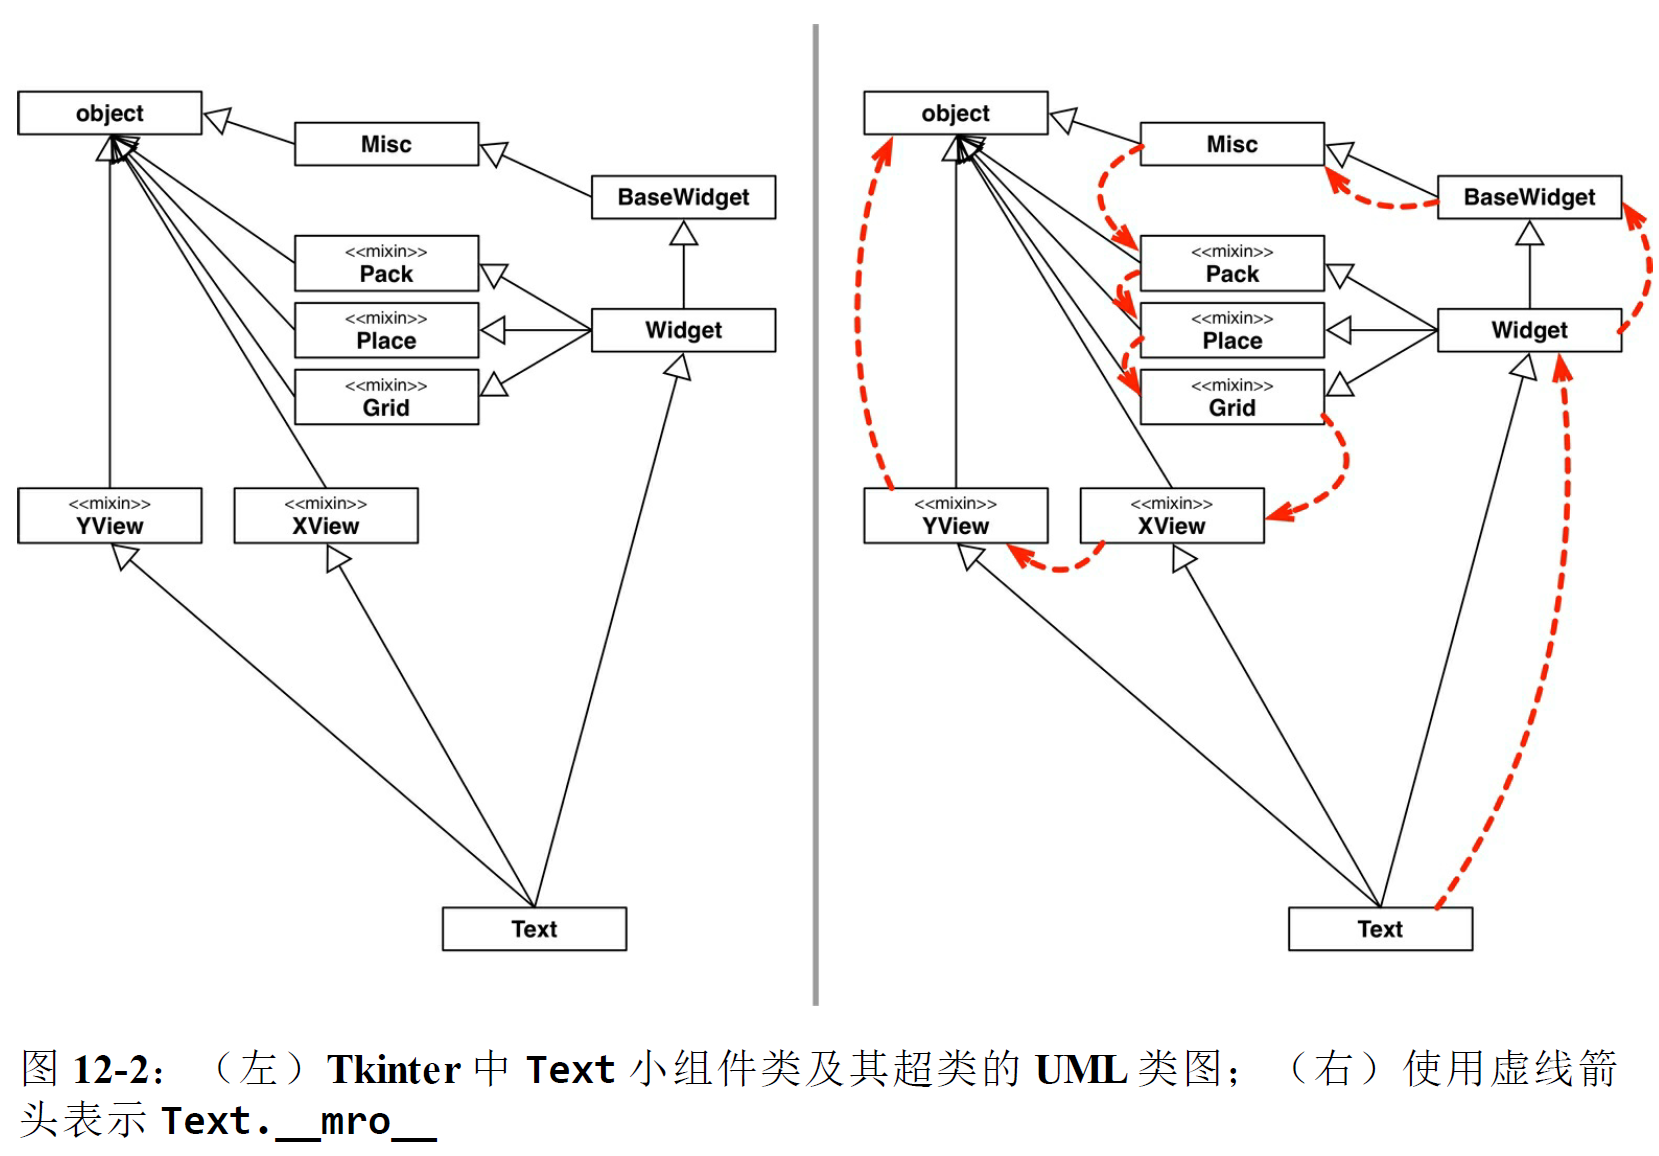 object
Misc
BaseWidget
<<mixin>>
Pack
<<mixin>>
Place
<<mixin>>
Grid
Widget
<<mixin>>
YView
<<mixin>>
XView
Text
object
Misc
BaseWidget
<<mixin>>
Pack
<<mixin>>
Place
<<mixin>>
Grid
Widget
<<mixin>>
YView
<<mixin>>
XView
Text
图 12-2：（左）Tkinter 中 Text 小组件类及其超类的 UML 类图；（右）使用虚线箭
头表示 Text.__mro__